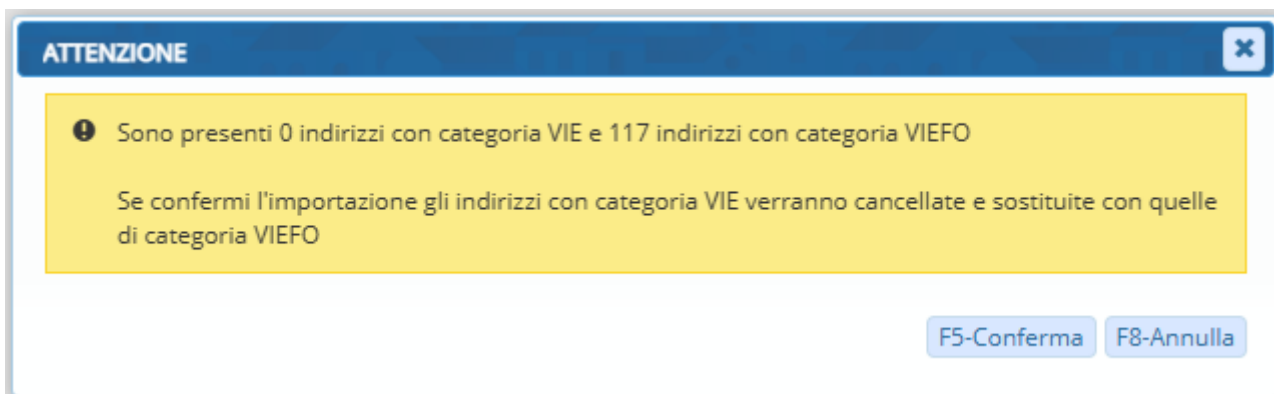 ATTENZIONE
Sono presenti 0 indirizzi con categoria VIE e 117 indirizzi con categoria VIEFO
Se confermi l'importazione gli indirizzi con categoria VIE verranno cancellate e sostituite con quelle
di categoria VIEFO
F5-Conferma F8-Annulla